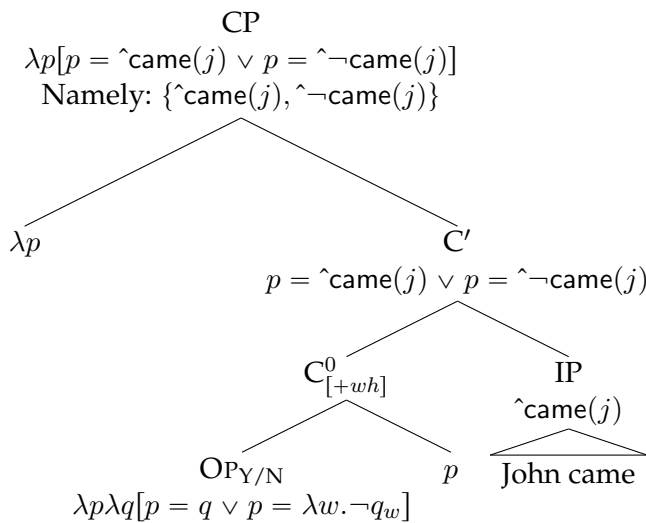 CP
λp[p = ˆcame(j) ∨ p = ˆ¬came(j)]
Namely: {ˆcame(j), ˆ¬came(j)}
λp C′
p = ˆcame(j) ∨ p = ˆ¬came(j)
C⁰[+wh] IP
ˆcame(j)
OP_Y/N p John came
λpλq[p = q ∨ p = λw.¬q_w]